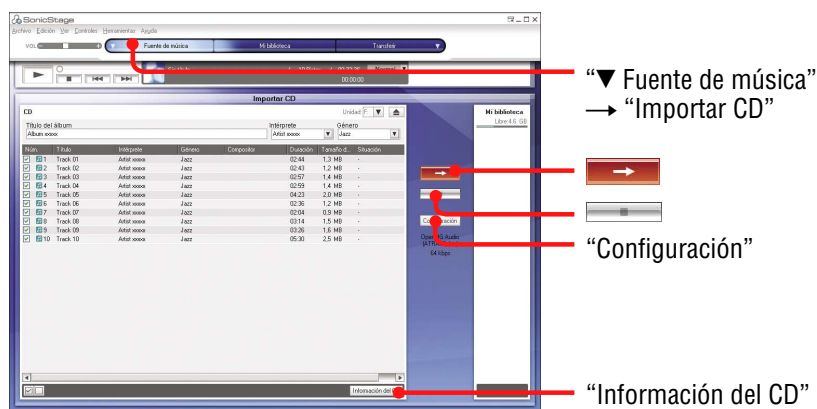 SonicStage
Archivo Edición Ver Controles Herramientas Ayuda
VOL
Fuente de música Mi biblioteca Transferir
00:00:00
Importar CD
CD Unidad F:
Título del álbum Intérprete Género
Album xxxxx Artist xxxxx Jazz
Núm. Título Intérprete Género Compositor Duración Tamaño d... Situación
1 Track 01 Artist xxxxx Jazz 02:44 1,3 MB -
2 Track 02 Artist xxxxx Jazz 02:43 1,2 MB -
3 Track 03 Artist xxxxx Jazz 02:57 1,4 MB -
4 Track 04 Artist xxxxx Jazz 02:59 1,4 MB -
5 Track 05 Artist xxxxx Jazz 04:23 2,0 MB -
6 Track 06 Artist xxxxx Jazz 02:36 1,2 MB -
7 Track 07 Artist xxxxx Jazz 02:04 0,9 MB -
8 Track 08 Artist xxxxx Jazz 03:14 1,5 MB -
9 Track 09 Artist xxxxx Jazz 03:26 1,6 MB -
10 Track 10 Artist xxxxx Jazz 05:30 2,5 MB -
Mi biblioteca
Libre:4.6 GB
64 kbps
Información del
“▼ Fuente de música”
→ “Importar CD”
“Configuración”
“Información del CD”